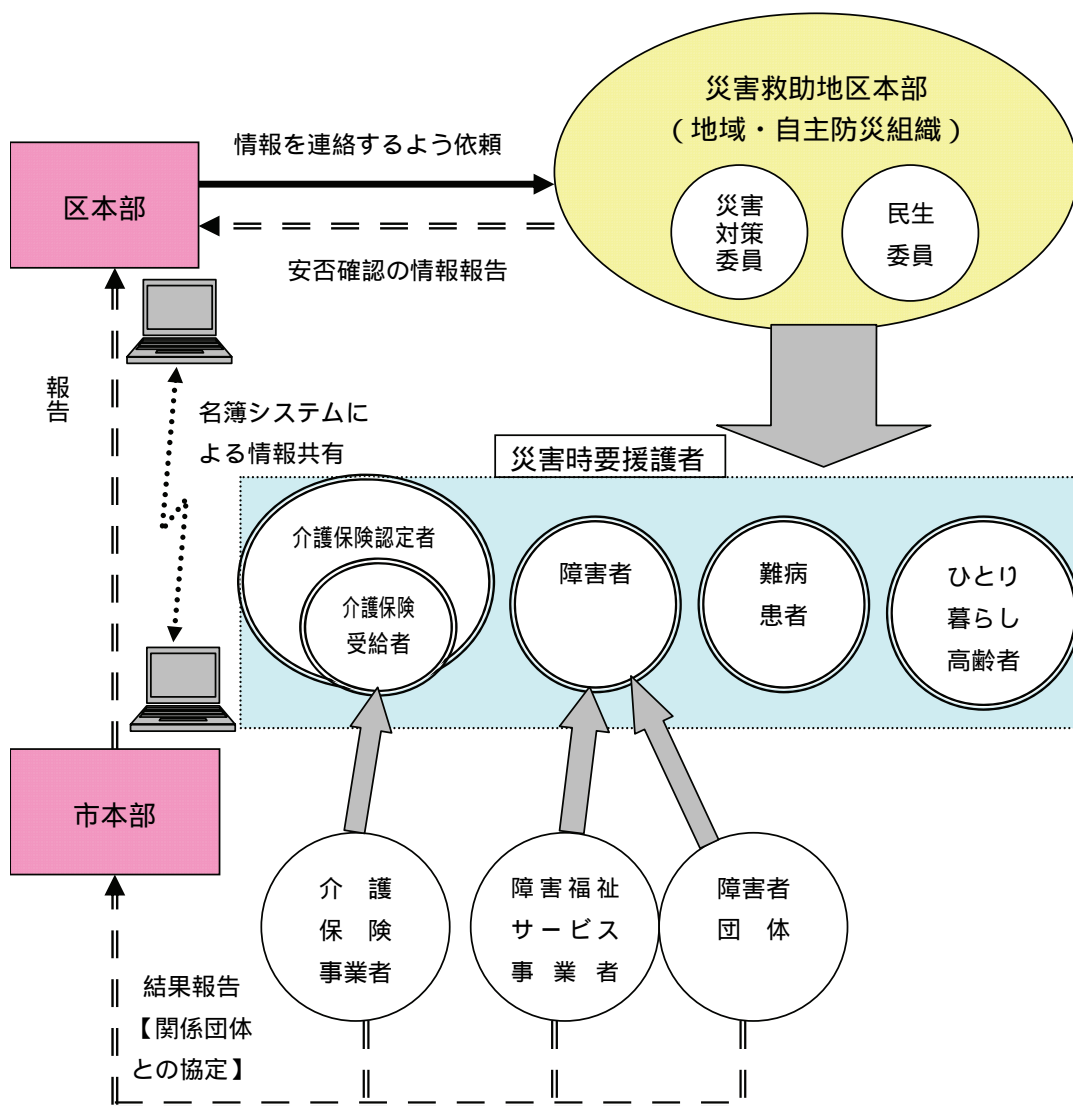 災害救助地区本部
（地域・自主防災組織）
災害
対策
委員
民生
委員
情報を連絡するよう依頼
区本部
安否確認の情報報告
報告
名簿システムに
よる情報共有
災害時要援護者
介護保険認定者
介護保険
受給者
障害者
難病
患者
ひとり
暮らし
高齢者
市本部
介護
保険
事業者
障害福祉
サービス
事業者
障害者
団体
結果報告
【関係団体
との協定】